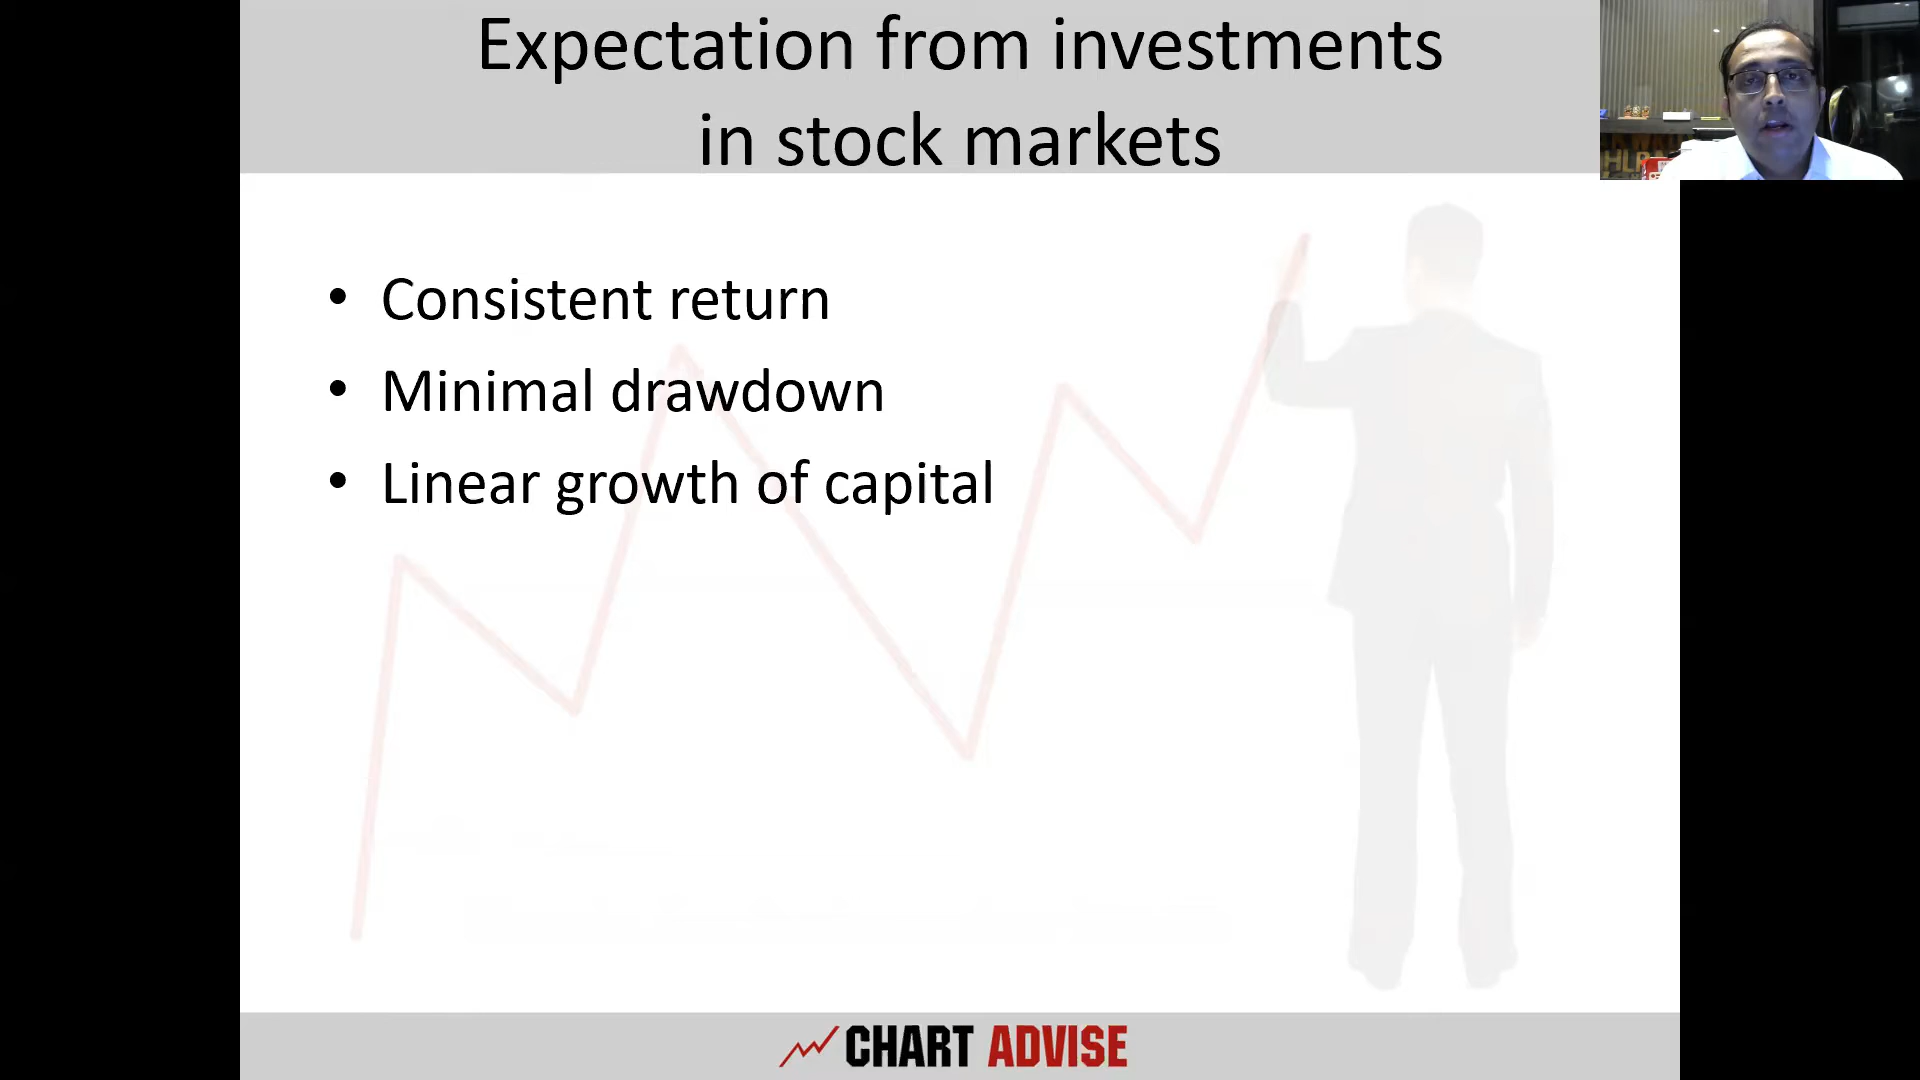 Expectation from investments
in stock markets
• Consistent return
• Minimal drawdown
• Linear growth of capital
CHART ADVISE